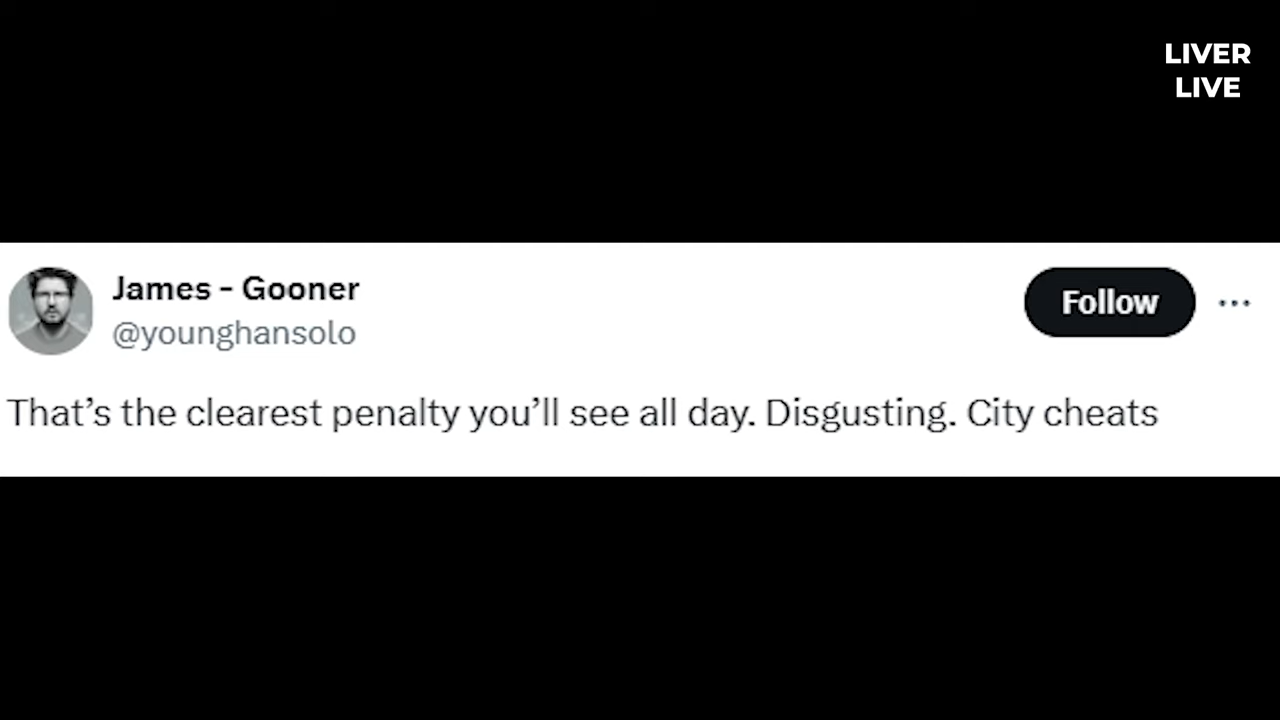 LIVER
LIVE
James - Gooner
Follow
@younghansolo
That’s the clearest penalty you’ll see all day. Disgusting. City cheats